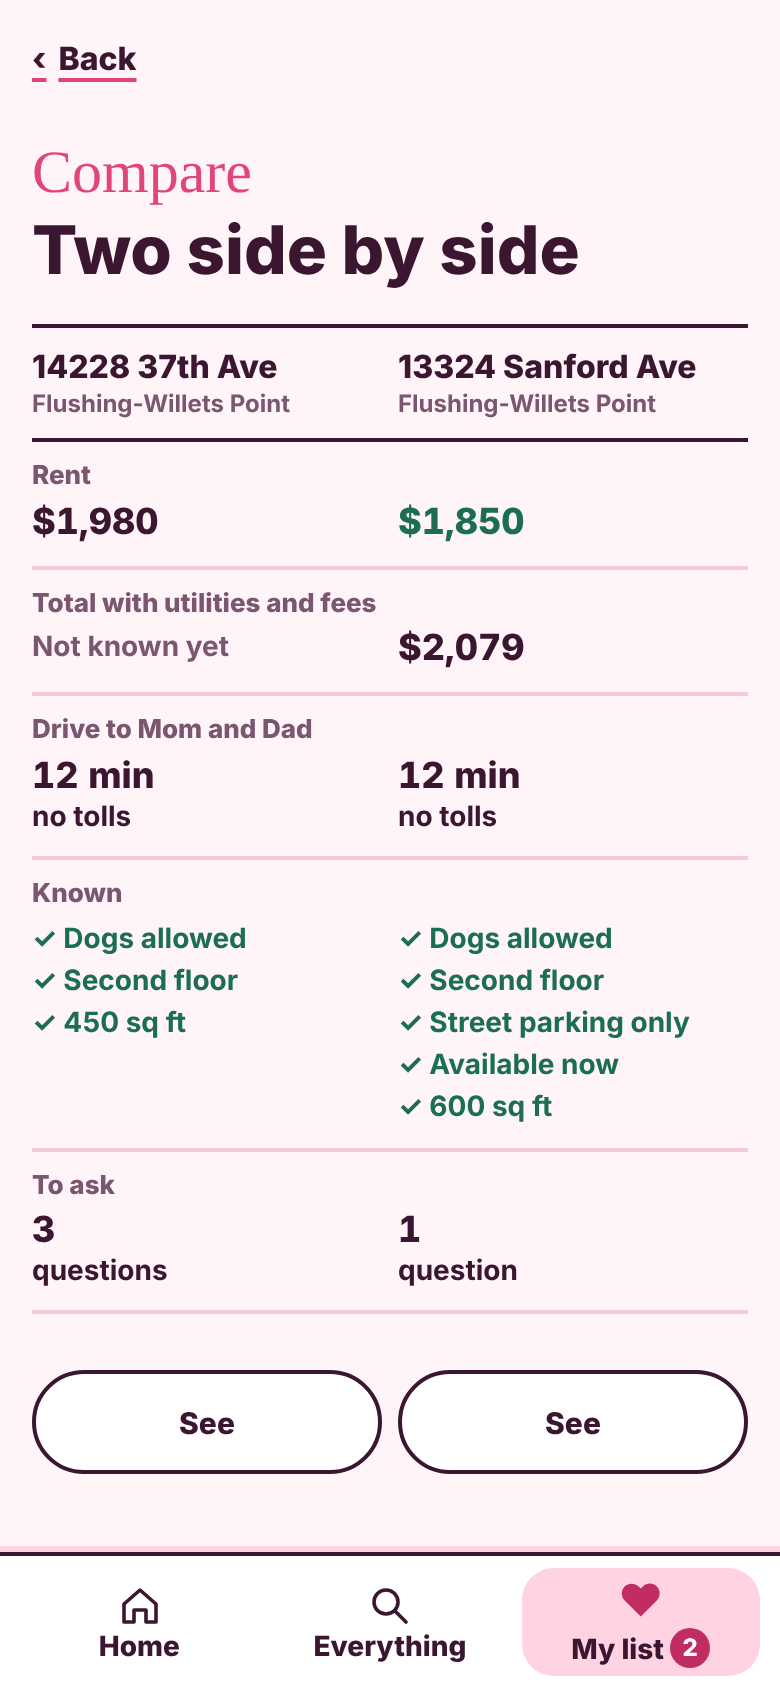 ‹ Back
Compare
Two side by side
14228 37th Ave 13324 Sanford Ave
Flushing-Willets Point Flushing-Willets Point
Rent
$1,980 $1,850
Total with utilities and fees
Not known yet $2,079
Drive to Mom and Dad
12 min 12 min
no tolls no tolls
Known
✓ Dogs allowed ✓ Dogs allowed
✓ Second floor ✓ Second floor
✓ 450 sq ft ✓ Street parking only
✓ Available now
✓ 600 sq ft
To ask
3 1
questions question
See See
Home Everything My list 2